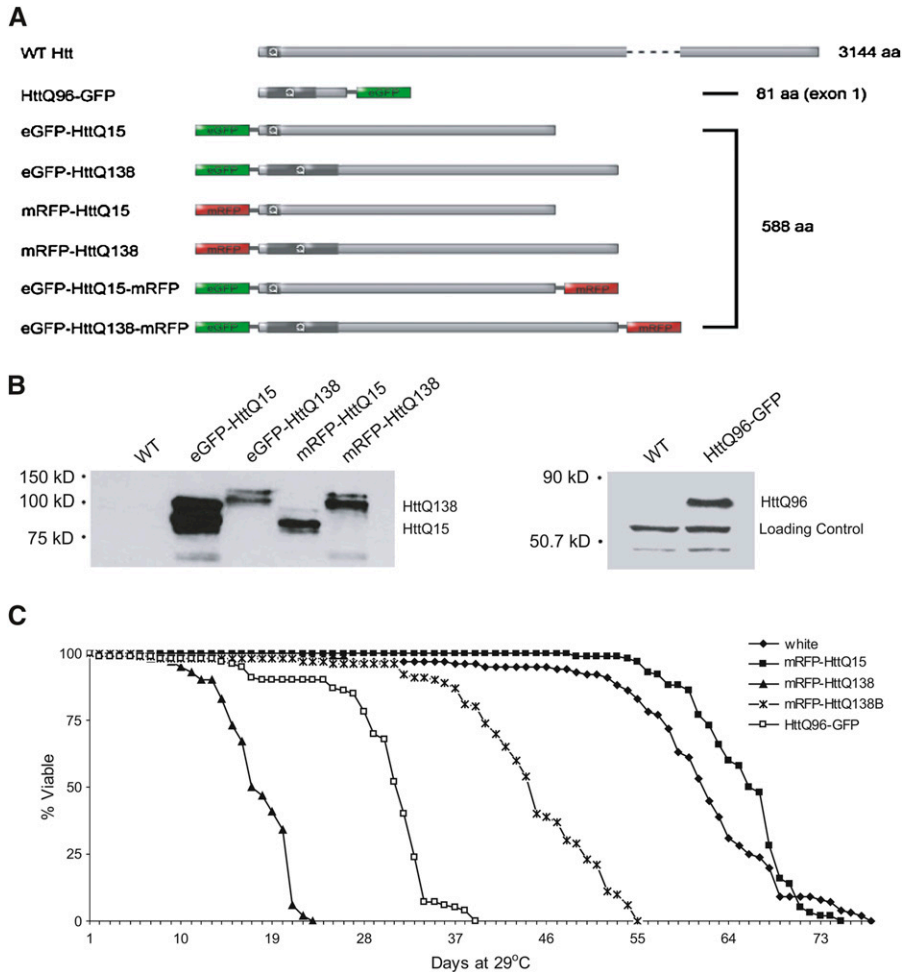 A
WT Htt Q 3144 aa
HttQ96-GFP Q eGFP 81 aa (exon 1)
eGFP-HttQ15 eGFP Q
eGFP-HttQ138 eGFP Q
mRFP-HttQ15 mRFP Q
mRFP-HttQ138 mRFP Q
588 aa
eGFP-HttQ15-mRFP eGFP Q mRFP
eGFP-HttQ138-mRFP eGFP Q mRFP
B
WT eGFP-HttQ15 eGFP-HttQ138 mRFP-HttQ15 mRFP-HttQ138
150 kD
100 kD
75 kD
HttQ138
HttQ15
WT HttQ96-GFP
90 kD
50.7 kD
HttQ96
Loading Control
C
% Viable
100
75
50
25
0
1 10 19 28 37 46 55 64 73
Days at 29°C
white
mRFP-HttQ15
mRFP-HttQ138
mRFP-HttQ138B
HttQ96-GFP